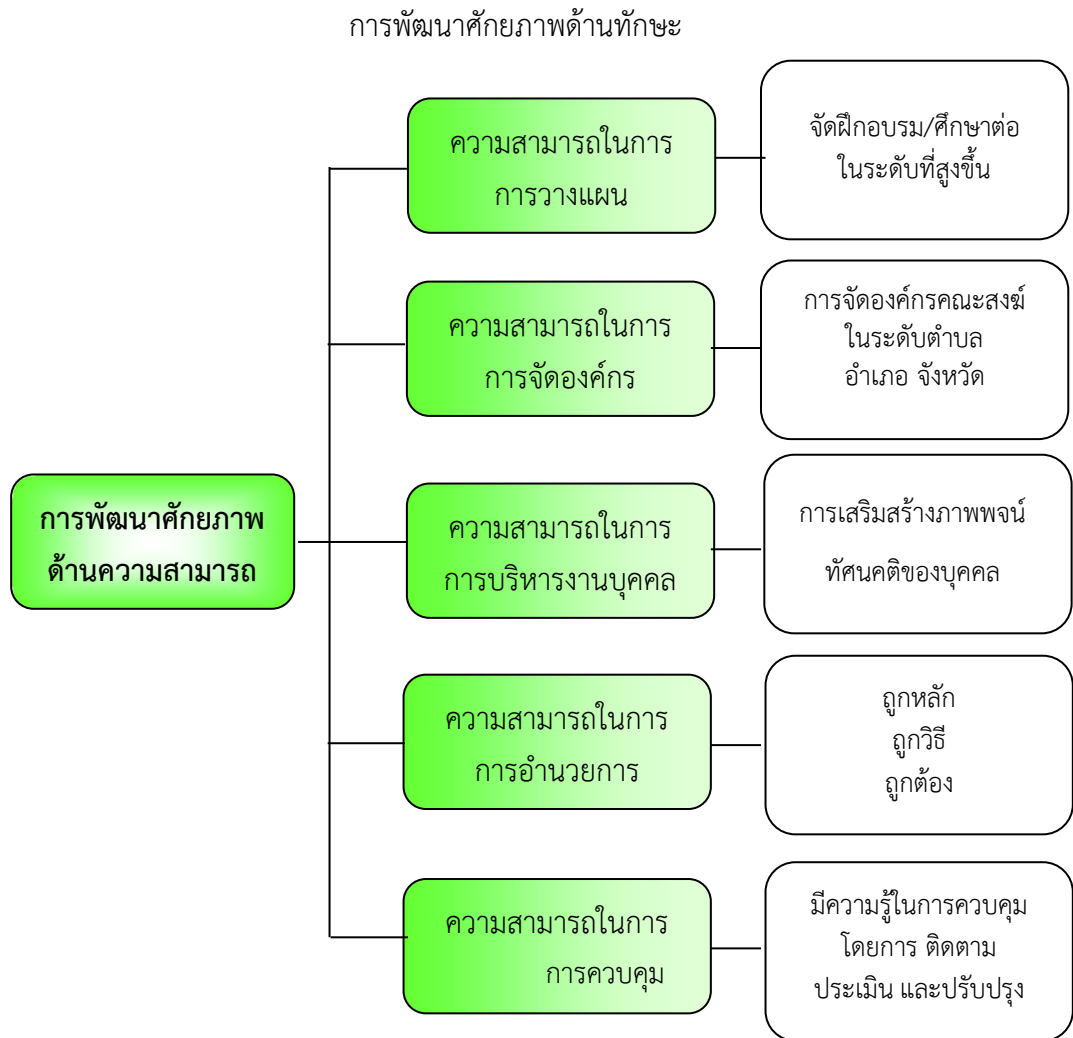 การพัฒนาศักยภาพด้านทักษะ
ความสามารถในการ
การวางแผน
จัดฝึกอบรม/ศึกษาต่อ
ในระดับที่สูงขึ้น
ความสามารถในการ
การจัดองค์กร
การจัดองค์กรคณะสงฆ์
ในระดับตำบล
อำเภอ จังหวัด
การพัฒนาศักยภาพ
ด้านความสามารถ
ความสามารถในการ
การบริหารงานบุคคล
การเสริมสร้างภาพพจน์
ทัศนคติของบุคคล
ความสามารถในการ
การอำนวยการ
ถูกหลัก
ถูกวิธี
ถูกต้อง
ความสามารถในการ
การควบคุม
มีความรู้ในการควบคุม
โดยการ ติดตาม
ประเมิน และปรับปรุง